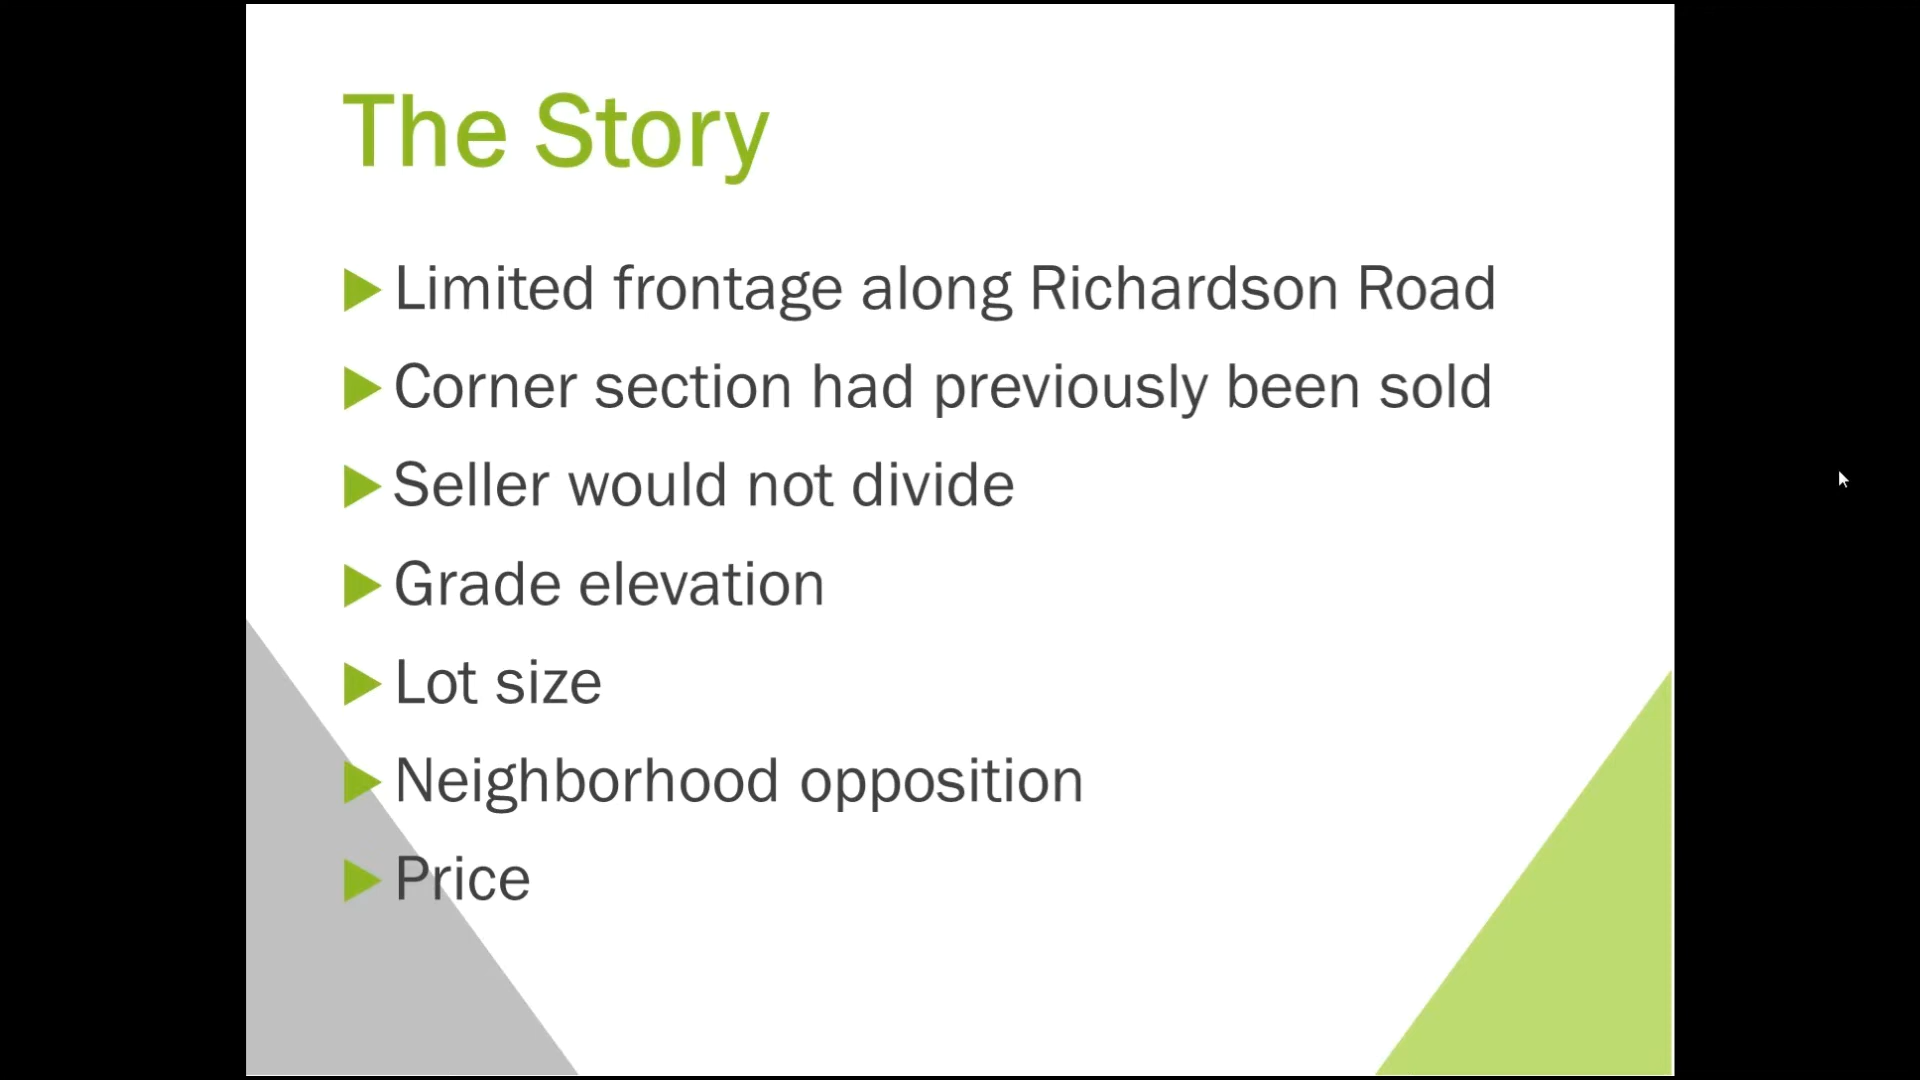 The Story
Limited frontage along Richardson Road
Corner section had previously been sold
Seller would not divide
Grade elevation
Lot size
Neighborhood opposition
Price